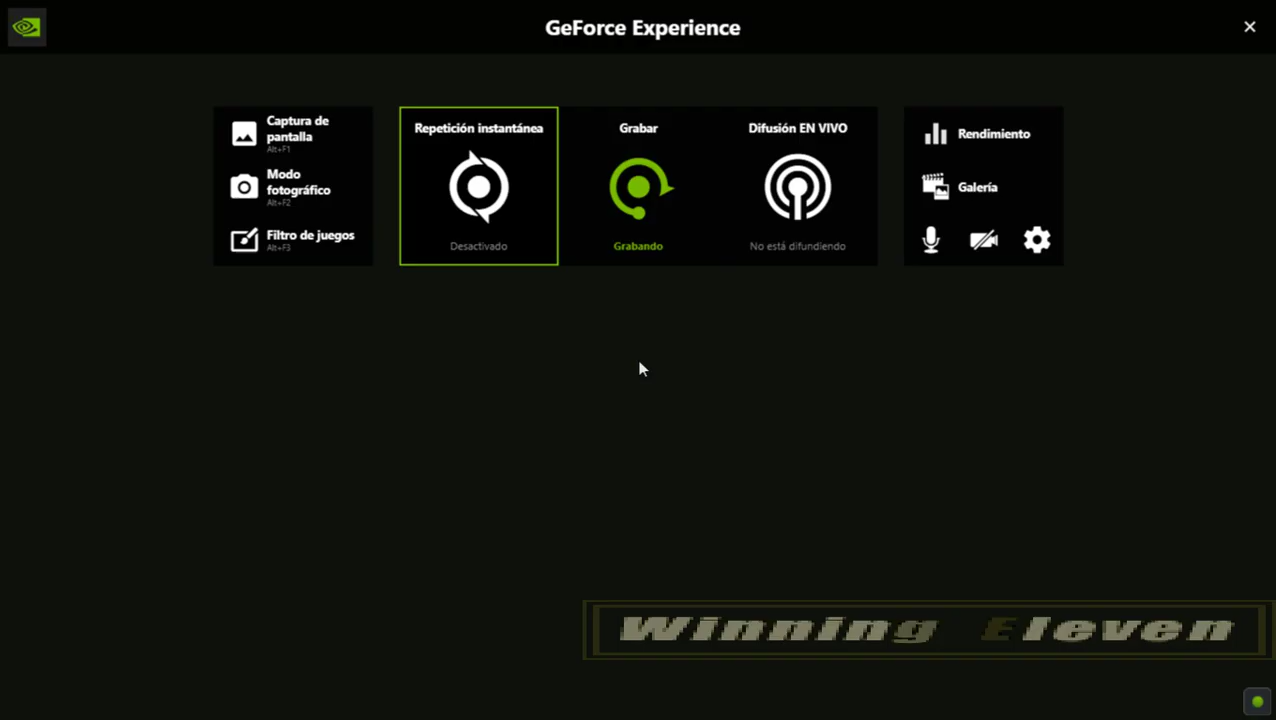 GeForce Experience
Captura de
pantalla
Alt+F1
Modo
fotográfico
Alt+F2
Filtro de juegos
Alt+F3
Repetición instantánea
Desactivado
Grabar
Grabando
Difusión EN VIVO
No está difundiendo
Rendimiento
Galería
Winning Eleven